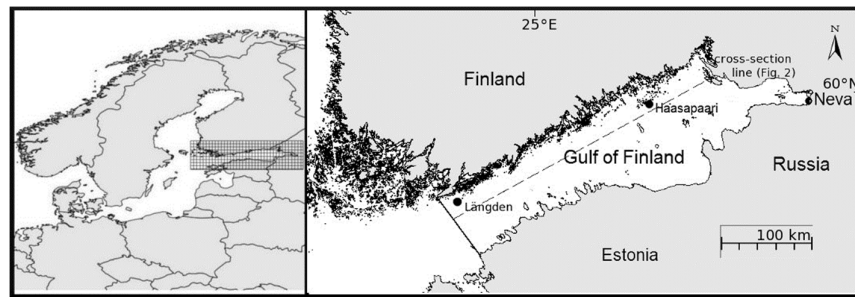 25°E
N
cross-section
line (Fig. 2)
Finland
60°N
Neva
Haasapaari
Gulf of Finland
Russia
Längden
100 km
Estonia